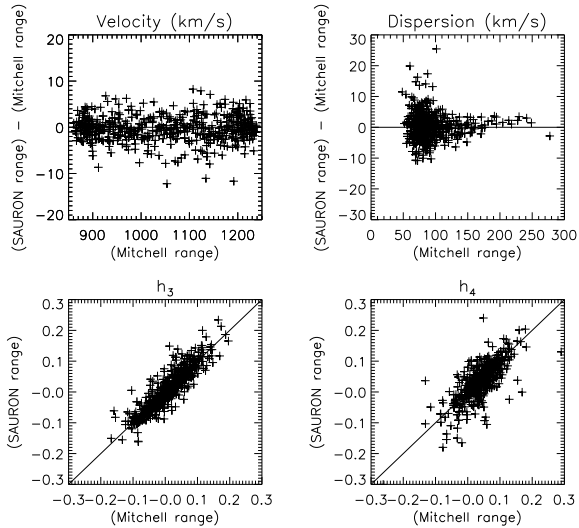 Velocity (km/s)
(SAURON range) − (Mitchell range)
20
10
0
−10
−20
900 1000 1100 1200
(Mitchell range)
Dispersion (km/s)
(SAURON range) − (Mitchell range)
30
20
10
0
−10
−20
−30
0 50 100 150 200 250 300
(Mitchell range)
h3
(SAURON range)
0.3
0.2
0.1
−0.0
−0.1
−0.2
−0.3
−0.3−0.2−0.1−0.0 0.1 0.2 0.3
(Mitchell range)
h4
(SAURON range)
0.3
0.2
0.1
−0.0
−0.1
−0.2
−0.3
−0.3−0.2−0.1−0.0 0.1 0.2 0.3
(Mitchell range)